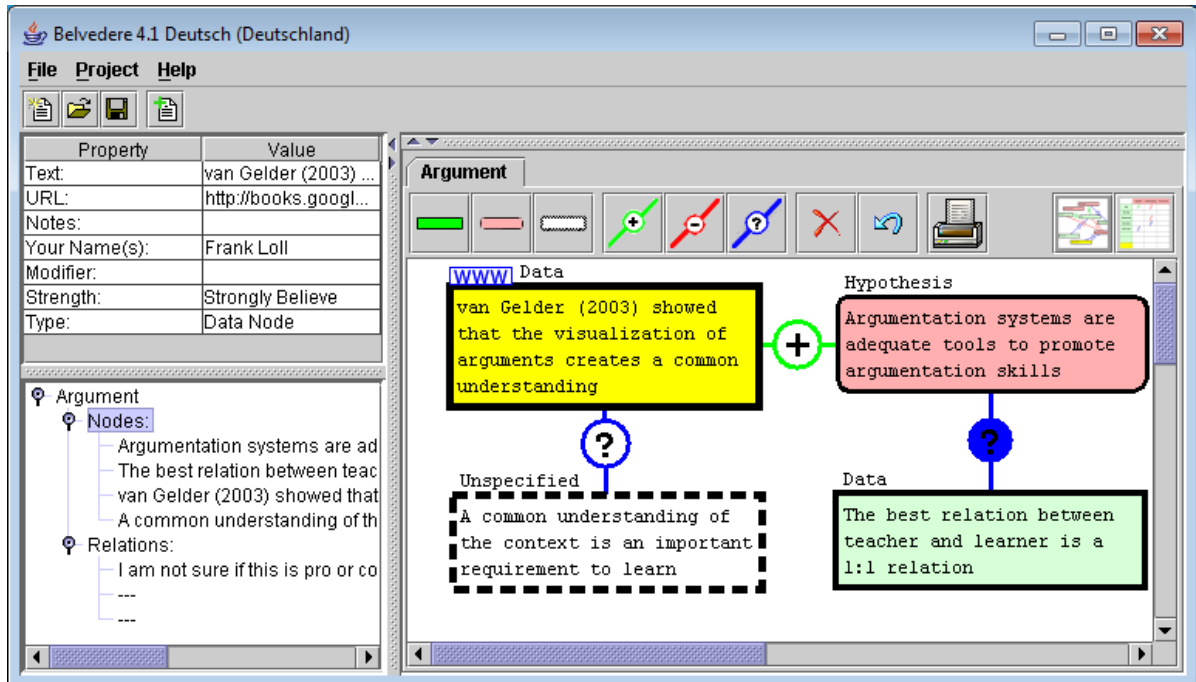 Belvedere 4.1 Deutsch (Deutschland)
File Project Help
Property Value
Text: van Gelder (2003) ...
URL: http://books.googl...
Notes:
Your Name(s): Frank Loll
Modifier:
Strength: Strongly Believe
Type: Data Node
Argument
Nodes:
Argumentation systems are ad
The best relation between teac
van Gelder (2003) showed that
A common understanding of th
Relations:
I am not sure if this is pro or co
---
---
Argument
+ - ?
WWW Data
van Gelder (2003) showed
that the visualization of
arguments creates a common
understanding
+
Hypothesis
Argumentation systems are
adequate tools to promote
argumentation skills
?
?
Unspecified
A common understanding of
the context is an important
requirement to learn
Data
The best relation between
teacher and learner is a
1:1 relation